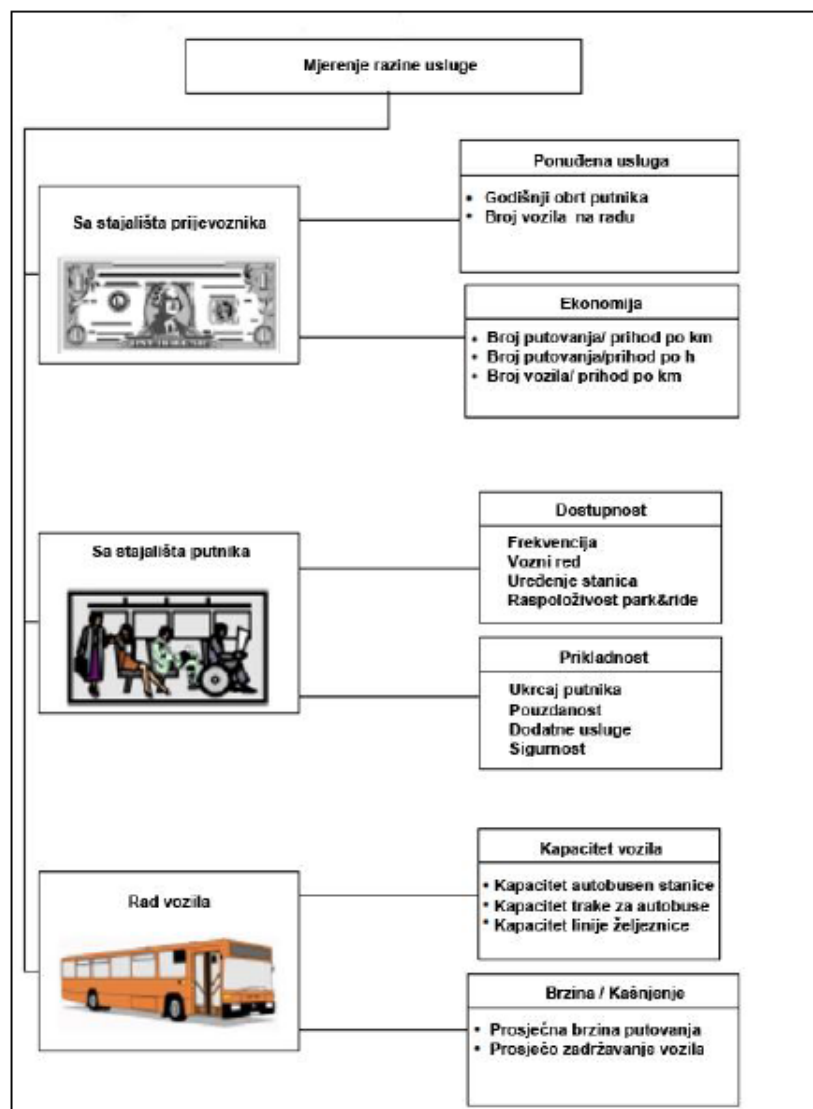 Mjerenje razine usluge
Sa stajališta prijevoznika
Ponuđena usluga
• Godišnji obrt putnika
• Broj vozila na radu
Ekonomija
• Broj putovanja/ prihod po km
• Broj putovanja/prihod po h
• Broj vozila/ prihod po km
Sa stajališta putnika
Dostupnost
Frekvencija
Vozni red
Uređenje stanica
Raspoloživost park&ride
Prikladnost
Ukrcaj putnika
Pouzdanost
Dodatne usluge
Sigurnost
Rad vozila
Kapacitet vozila
• Kapacitet autobusen stanice
• Kapacitet trake za autobuse
• Kapacitet linije željeznice
Brzina / Kašnjenje
• Prosječna brzina putovanja
• Prosječo zadržavanje vozila